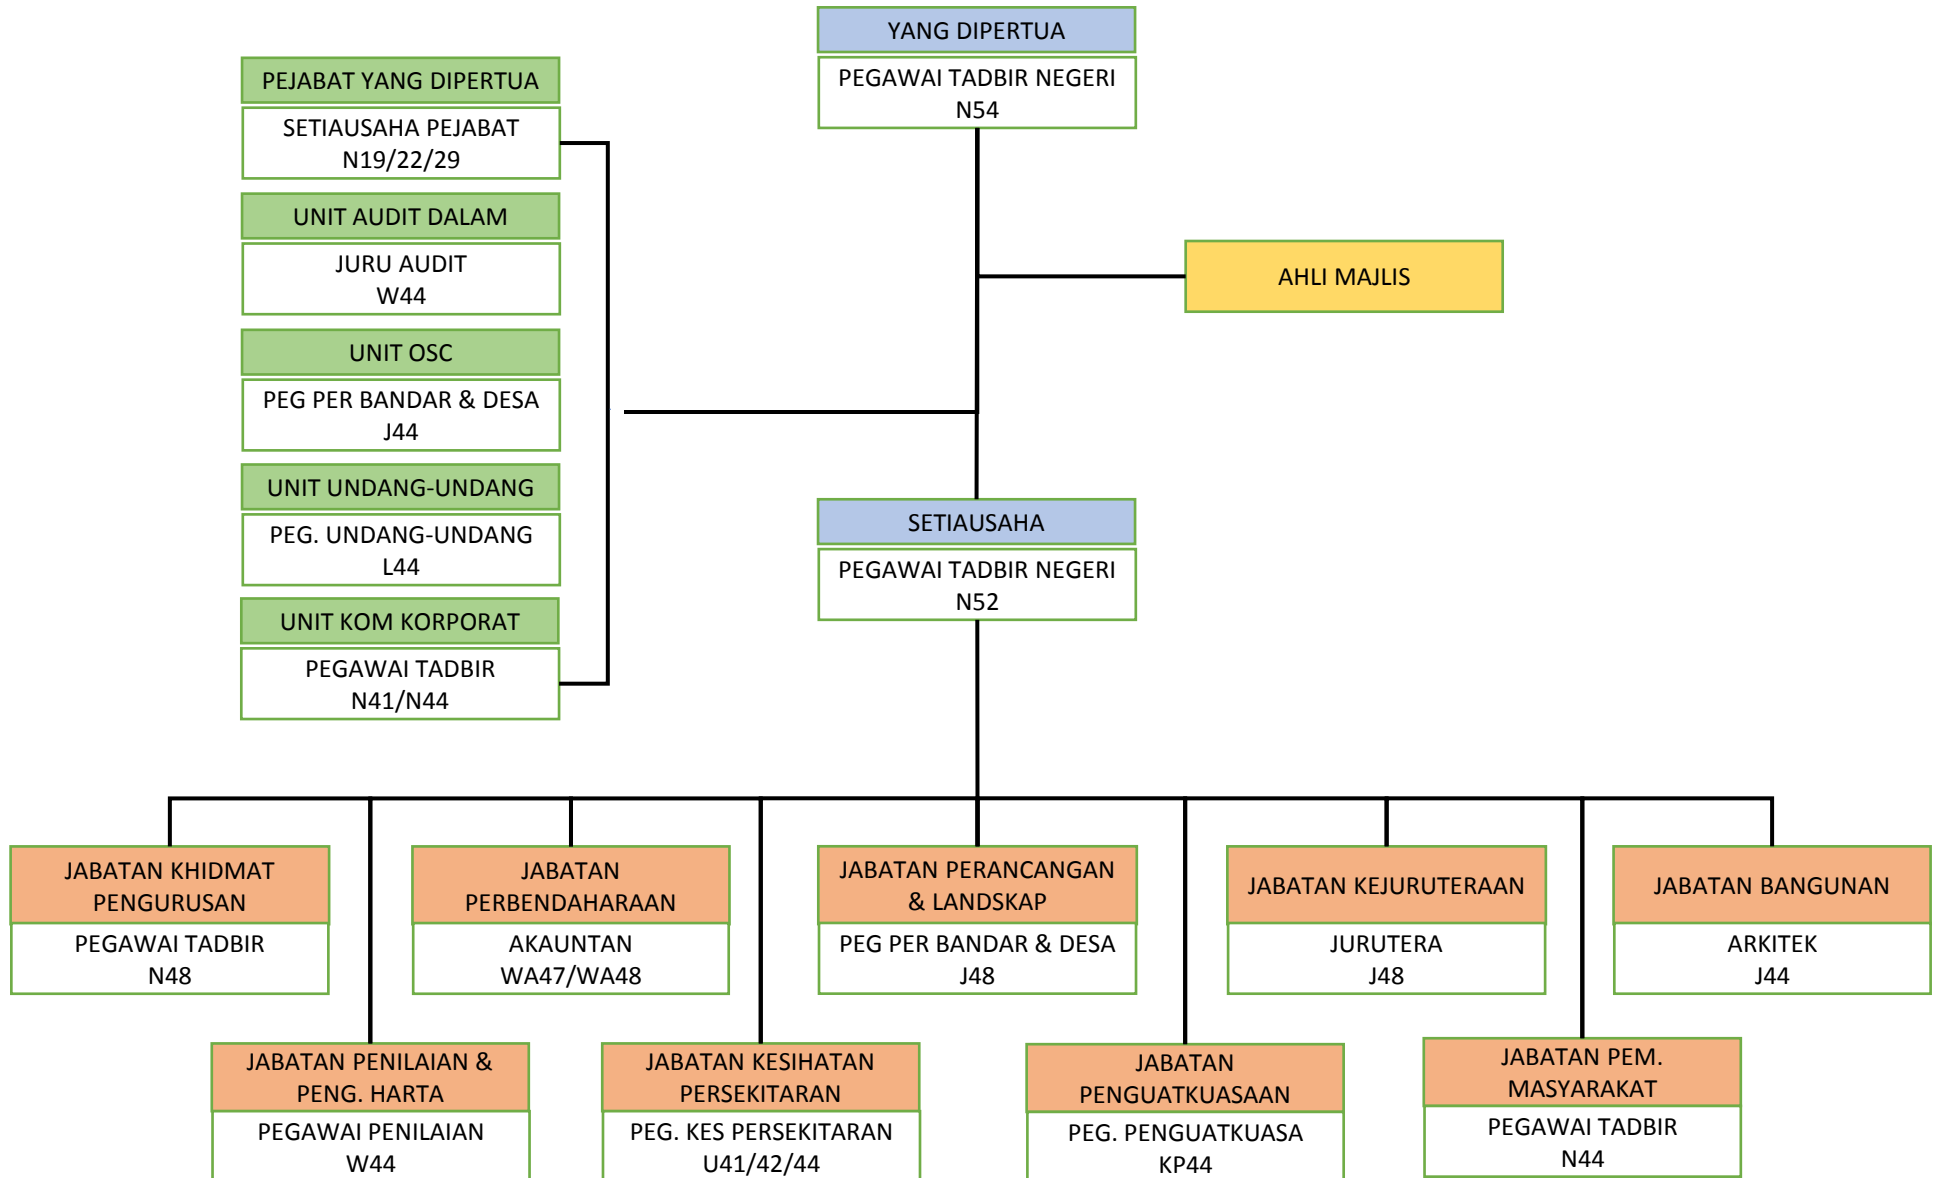 YANG DIPERTUA
PEGAWAI TADBIR NEGERI
N54
PEJABAT YANG DIPERTUA
SETIAUSAHA PEJABAT
N19/22/29
UNIT AUDIT DALAM
JURU AUDIT
W44
UNIT OSC
PEG PER BANDAR & DESA
J44
UNIT UNDANG-UNDANG
PEG. UNDANG-UNDANG
L44
UNIT KOM KORPORAT
PEGAWAI TADBIR
N41/N44
AHLI MAJLIS
SETIAUSAHA
PEGAWAI TADBIR NEGERI
N52
JABATAN KHIDMAT
PENGURUSAN
PEGAWAI TADBIR
N48
JABATAN
PERBENDAHARAAN
AKAUNTAN
WA47/WA48
JABATAN PERANCANGAN
& LANDSKAP
PEG PER BANDAR & DESA
J48
JABATAN KEJURUTERAAN
JURUTERA
J48
JABATAN BANGUNAN
ARKITEK
J44
JABATAN PENILAIAN &
PENG. HARTA
PEGAWAI PENILAIAN
W44
JABATAN KESIHATAN
PERSEKITARAN
PEG. KES PERSEKITARAN
U41/42/44
JABATAN
PENGUATKUASAAN
PEG. PENGUATKUASA
KP44
JABATAN PEM.
MASYARAKAT
PEGAWAI TADBIR
N44